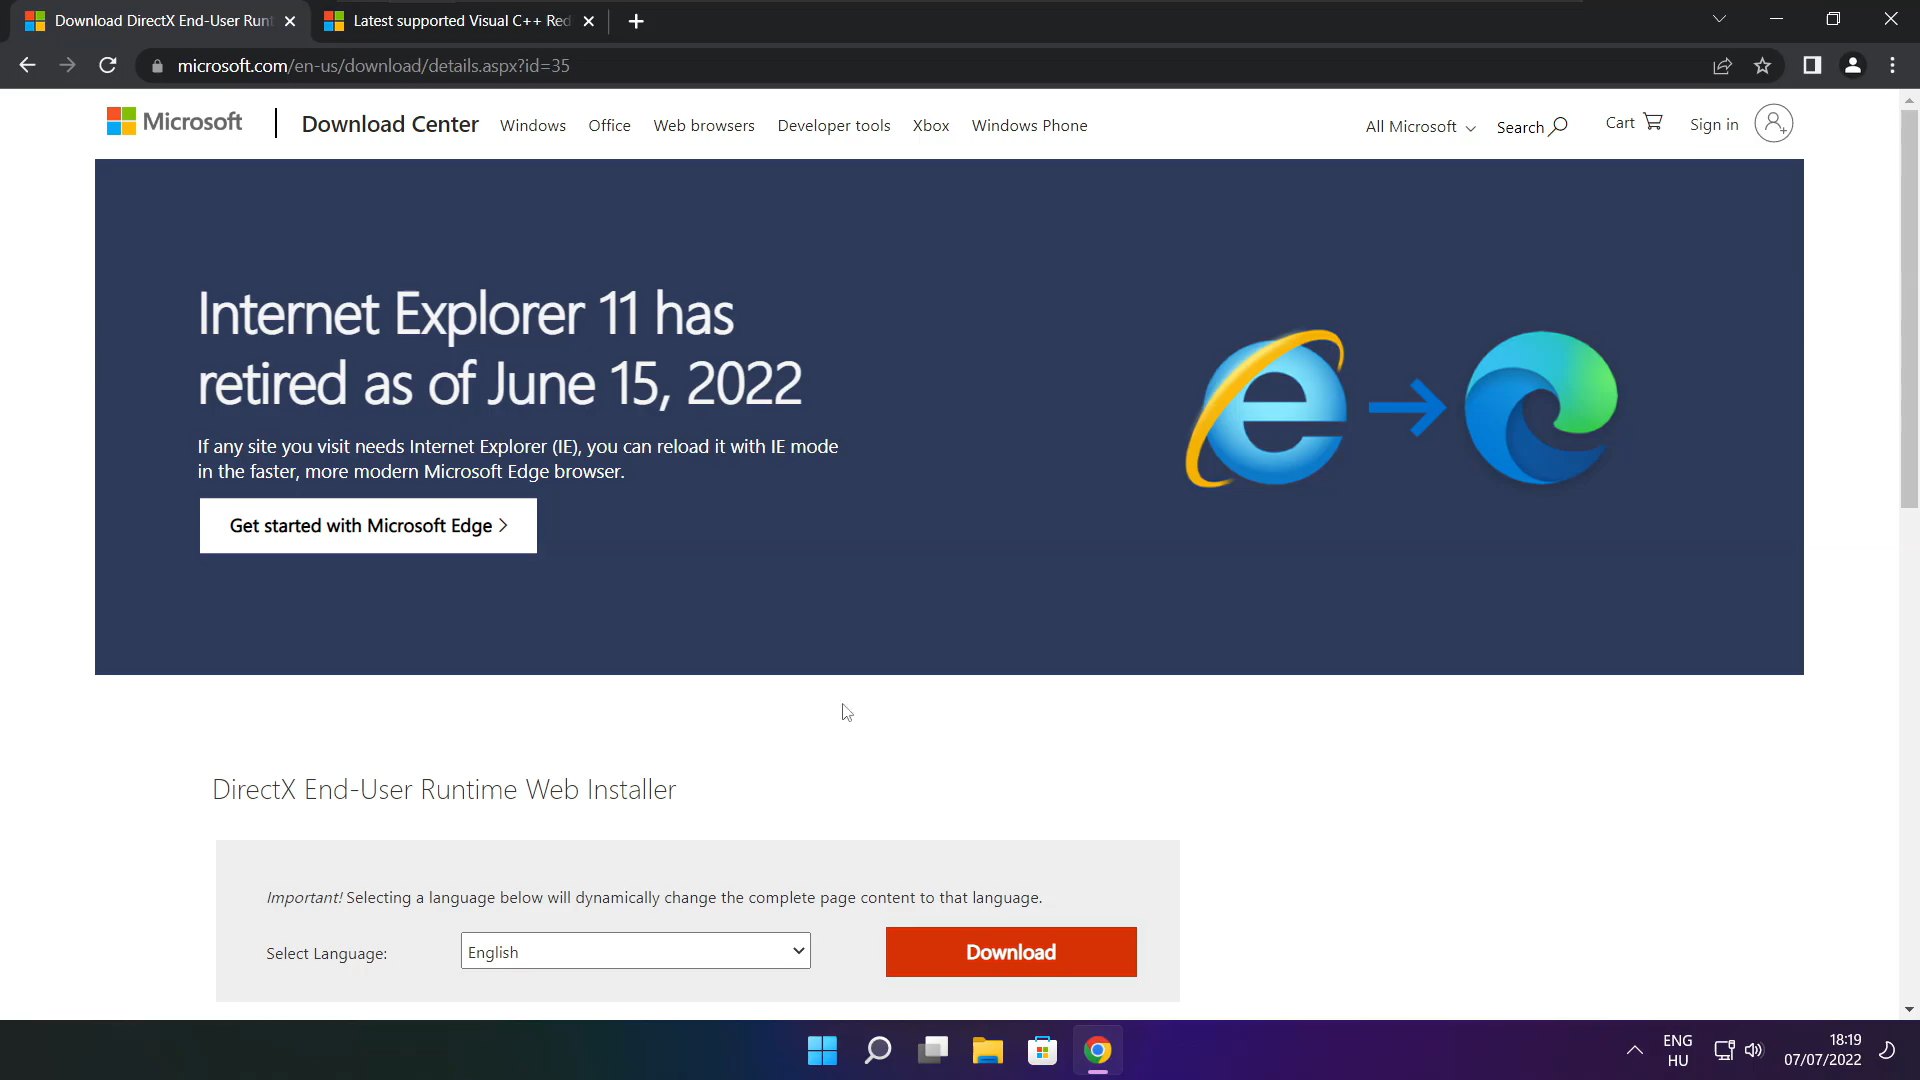 Download DirectX End-User Runt
Latest supported Visual C++ Red
microsoft.com/en-us/download/details.aspx?id=35
Microsoft
Download Center
Windows
Office
Web browsers
Developer tools
Xbox
Windows Phone
All Microsoft
Search
Cart
Sign in
Internet Explorer 11 has
retired as of June 15, 2022
If any site you visit needs Internet Explorer (IE), you can reload it with IE mode
in the faster, more modern Microsoft Edge browser.
Get started with Microsoft Edge >
DirectX End-User Runtime Web Installer
Important! Selecting a language below will dynamically change the complete page content to that language.
Select Language:
English
Download
ENG
HU
18:19
07/07/2022